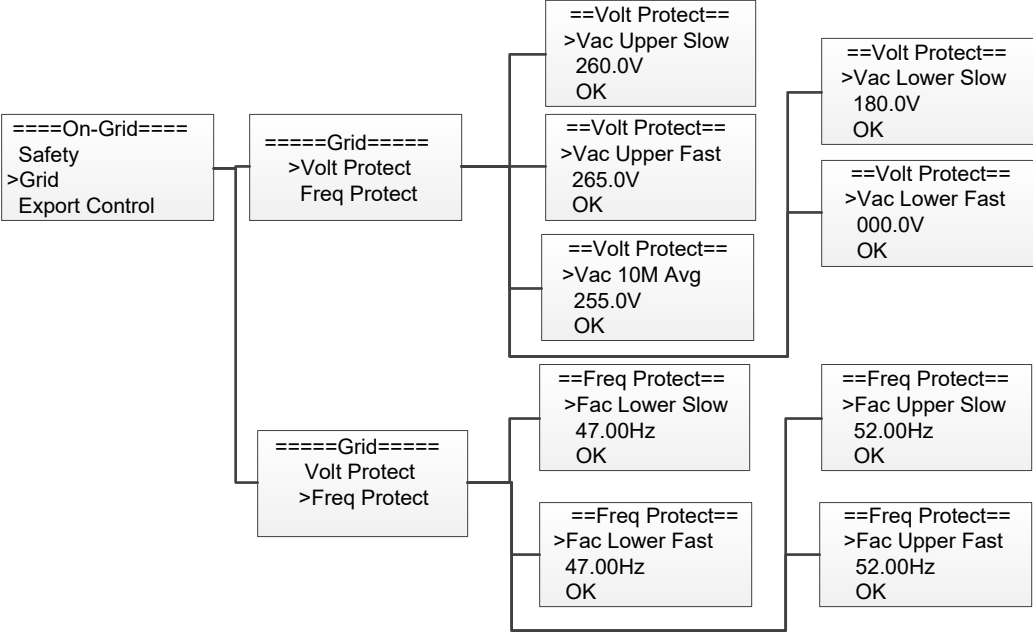 ====On-Grid====
Safety
>Grid
Export Control
=====Grid=====
>Volt Protect
Freq Protect
==Volt Protect==
>Vac Upper Slow
260.0V
OK
==Volt Protect==
>Vac Upper Fast
265.0V
OK
==Volt Protect==
>Vac 10M Avg
255.0V
OK
==Volt Protect==
>Vac Lower Slow
180.0V
OK
==Volt Protect==
>Vac Lower Fast
000.0V
OK
=====Grid=====
Volt Protect
>Freq Protect
==Freq Protect==
>Fac Lower Slow
47.00Hz
OK
==Freq Protect==
>Fac Lower Fast
47.00Hz
OK
==Freq Protect==
>Fac Upper Slow
52.00Hz
OK
==Freq Protect==
>Fac Upper Fast
52.00Hz
OK